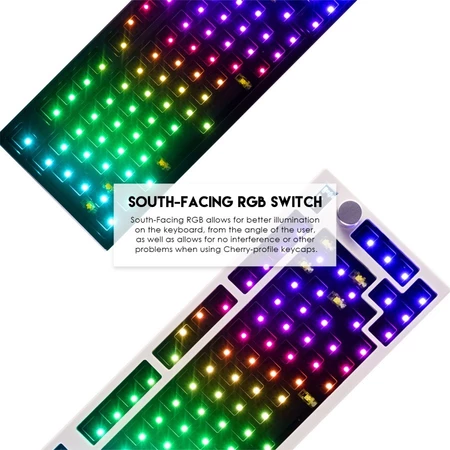 SOUTH-FACING RGB SWITCH
South-Facing RGB allows for better illumination
on the keyboard, from the angle of the user,
as well as allows for no interference or other
problems when using Cherry-profile keycaps.